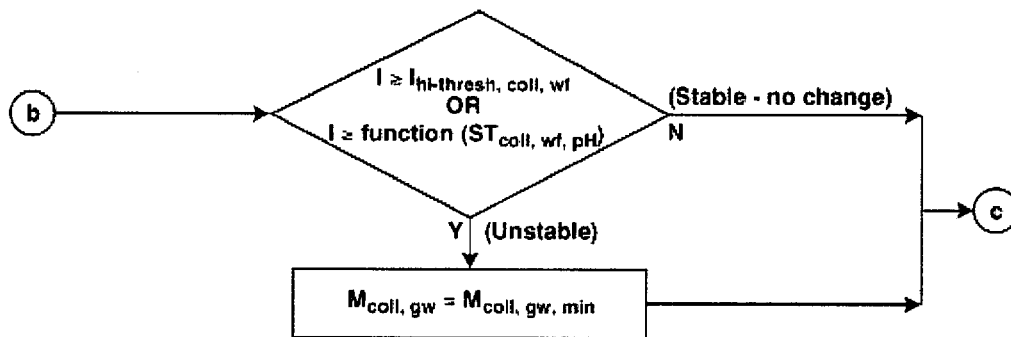 b
I ≥ I_hi-thresh, coll, wf
OR
I ≥ function (ST_coll, wf, pH)
(Stable - no change)
N
c
Y (Unstable)
M_coll, gw = M_coll, gw, min